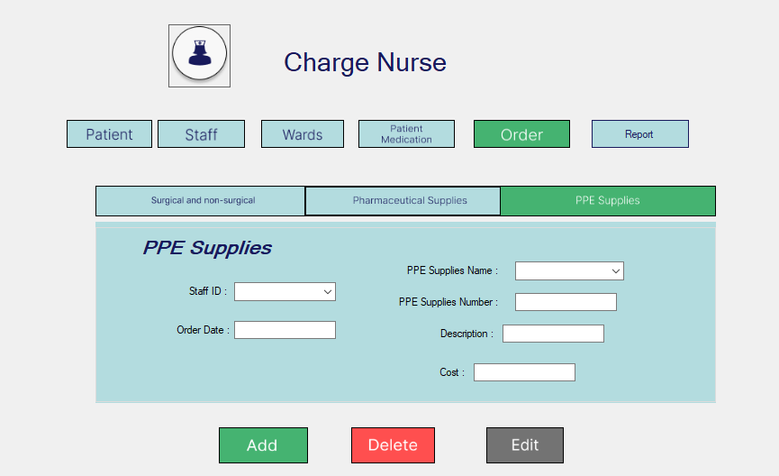 Charge Nurse
Patient
Staff
Wards
Patient
Medication
Order
Report
Surgical and non-surgical
Pharmaceutical Supplies
PPE Supplies
PPE Supplies
Staff ID :
Order Date :
PPE Supplies Name :
PPE Supplies Number :
Description :
Cost :
Add
Delete
Edit